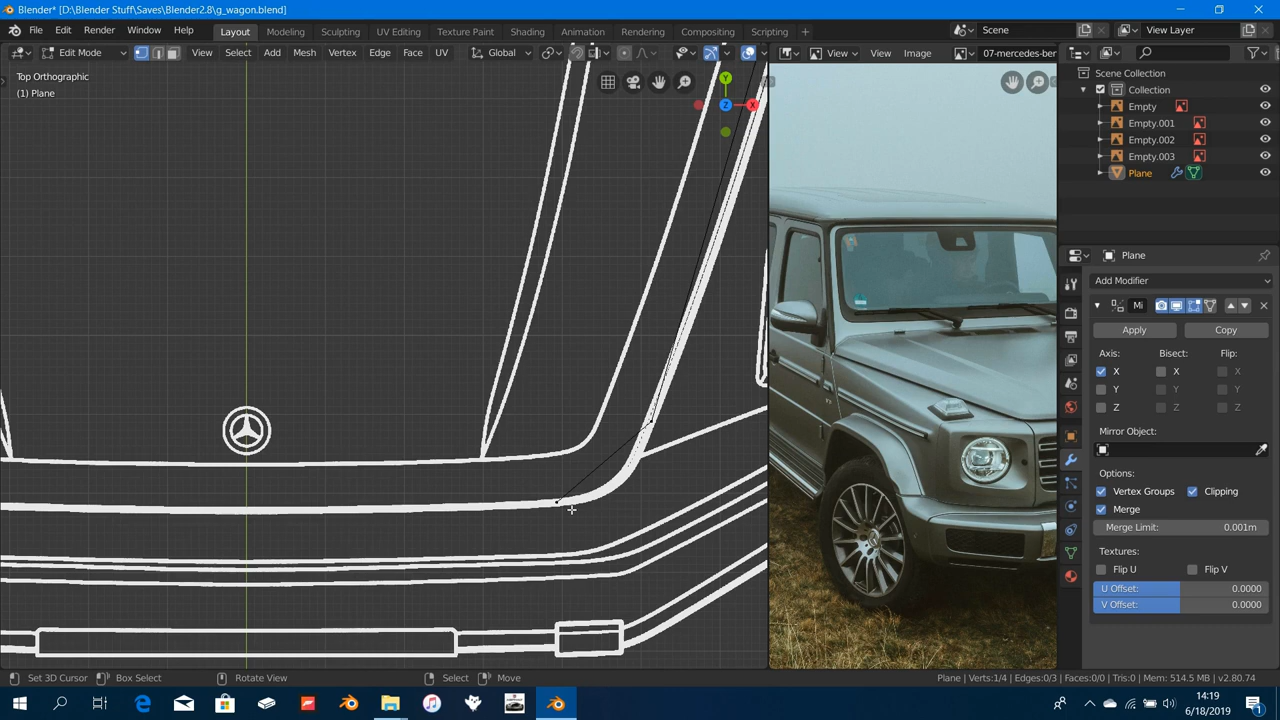 Blender* [D:\Blender Stuff\Saves\Blender2.8\g_wagon.blend]
File Edit Render Window Help Layout Modeling Sculpting UV Editing Texture Paint Shading Animation Rendering Compositing Scripting + Scene View Layer
Edit Mode View Select Add Mesh Vertex Edge Face UV Global View View Image 07-mercedes-ber
Top Orthographic
(1) Plane
Y
Z
X
Scene Collection
Collection
Empty
Empty.001
Empty.002
Empty.003
Plane
Plane
Add Modifier
Mi
Apply Copy
Axis: Bisect: Flip:
X X X
Y Y Y
Z Z Z
Mirror Object:
Options:
Vertex Groups Clipping
Merge
Merge Limit: 0.001m
Textures:
Flip U Flip V
U Offset: 0.0000
V Offset: 0.0000
Set 3D Cursor Box Select Rotate View Select Move Plane | Verts:1/4 | Edges:0/3 | Faces:0/0 | Tris:0 | Mem: 514.5 MB | v2.80.74
14:19
6/18/2019